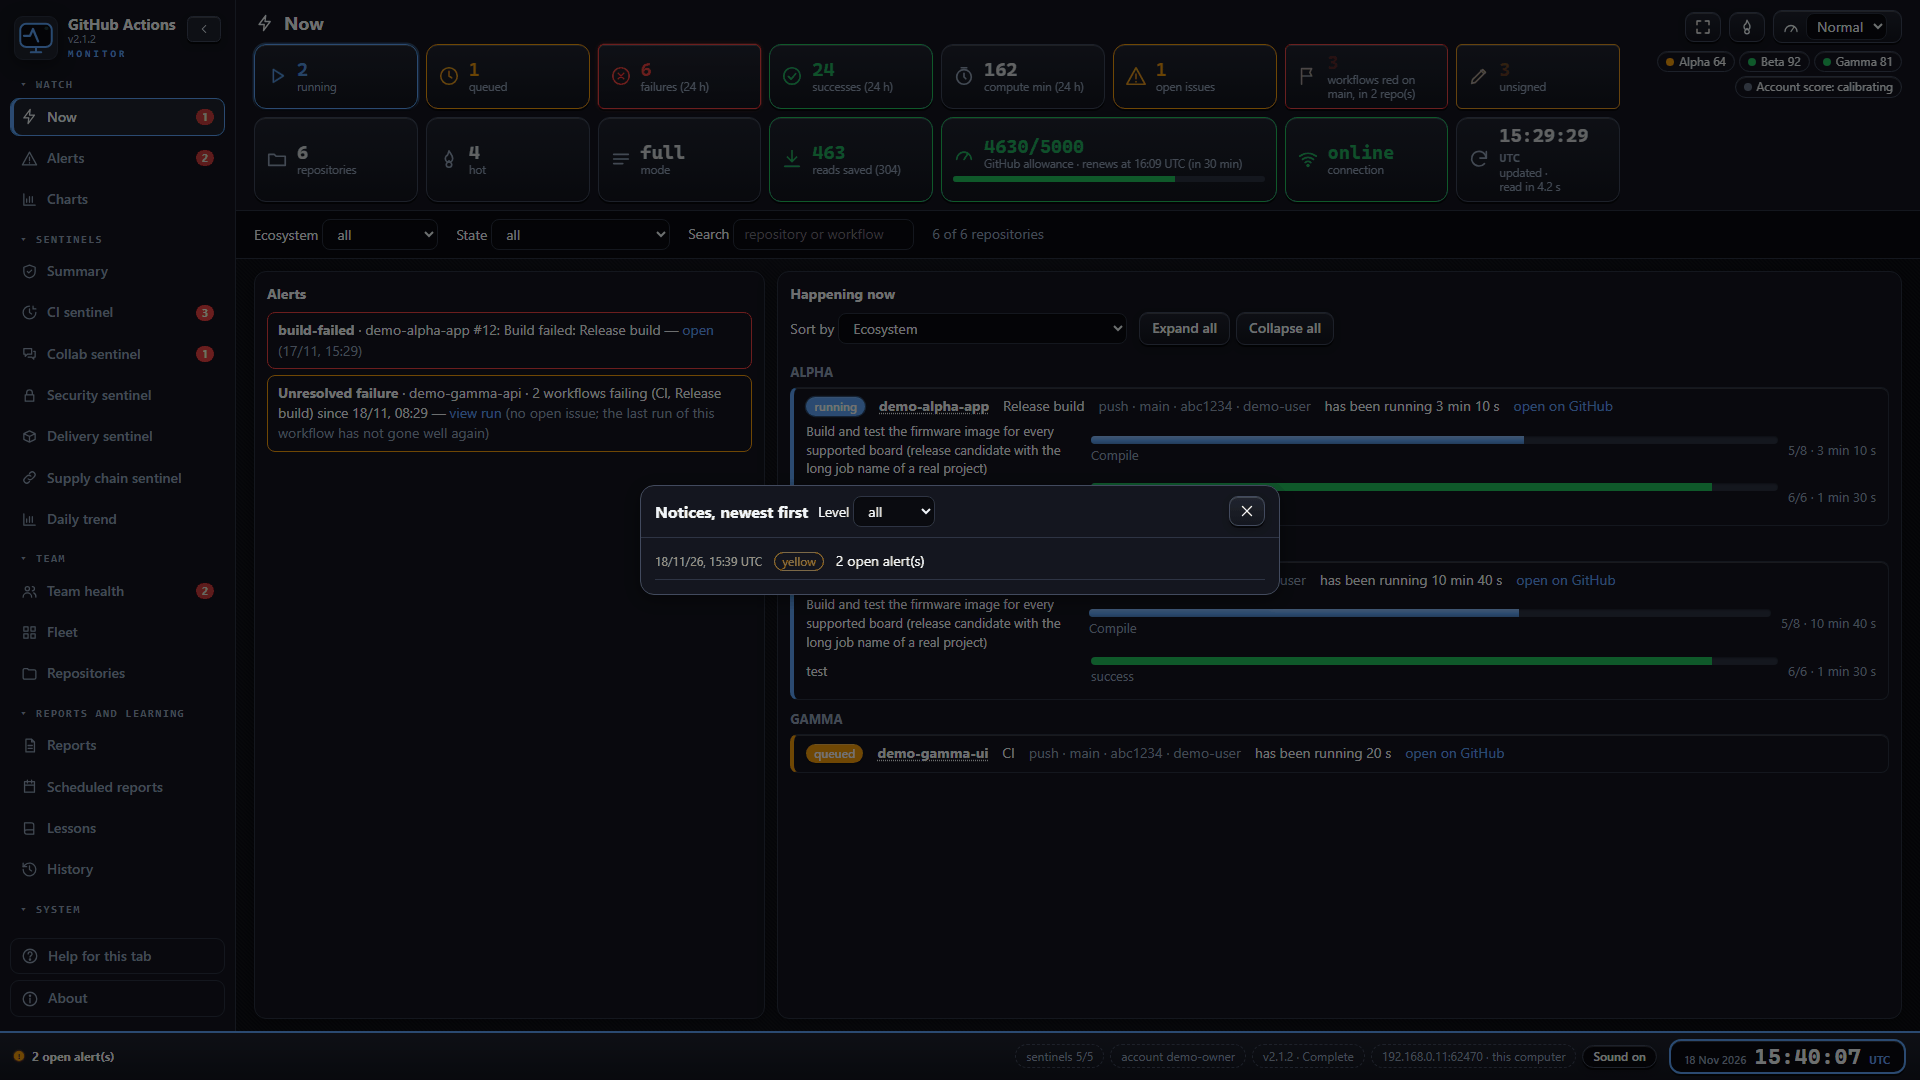 GitHub Actions
v2.1.2
MONITOR
WATCH
Now 1
Alerts 2
Charts
SENTINELS
Summary
CI sentinel 3
Collab sentinel 1
Security sentinel
Delivery sentinel
Supply chain sentinel
Daily trend
TEAM
Team health 2
Fleet
Repositories
REPORTS AND LEARNING
Reports
Scheduled reports
Lessons
History
SYSTEM
Help for this tab
About
Now
Normal
Alpha 64
Beta 92
Gamma 81
Account score: calibrating
2
running
1
queued
6
failures (24 h)
24
successes (24 h)
162
compute min (24 h)
1
open issues
3
workflows red on
main, in 2 repo(s)
3
unsigned
6
repositories
4
hot
full
mode
463
reads saved (304)
4630/5000
GitHub allowance · renews at 16:09 UTC (in 30 min)
online
connection
15:29:29
UTC
updated ·
read in 4.2 s
Ecosystem all
State all
Search repository or workflow
6 of 6 repositories
Alerts
build-failed · demo-alpha-app #12: Build failed: Release build — open
(17/11, 15:29)
Unresolved failure · demo-gamma-api · 2 workflows failing (CI, Release
build) since 18/11, 08:29 — view run (no open issue; the last run of this
workflow has not gone well again)
Happening now
Sort by Ecosystem
Expand all
Collapse all
ALPHA
running demo-alpha-app Release build push · main · abc1234 · demo-user has been running 3 min 10 s open on GitHub
Build and test the firmware image for every
supported board (release candidate with the
long job name of a real project)
Compile
5/8 · 3 min 10 s
6/6 · 1 min 30 s
Notices, newest first Level all
18/11/26, 15:39 UTC yellow 2 open alert(s)
user has been running 10 min 40 s open on GitHub
Build and test the firmware image for every
supported board (release candidate with the
long job name of a real project)
Compile
5/8 · 10 min 40 s
test
success
6/6 · 1 min 30 s
GAMMA
queued demo-gamma-ui CI push · main · abc1234 · demo-user has been running 20 s open on GitHub
2 open alert(s)
sentinels 5/5
account demo-owner
v2.1.2 · Complete
192.168.0.11:62470 · this computer
Sound on
18 Nov 2026 15:40:07 UTC